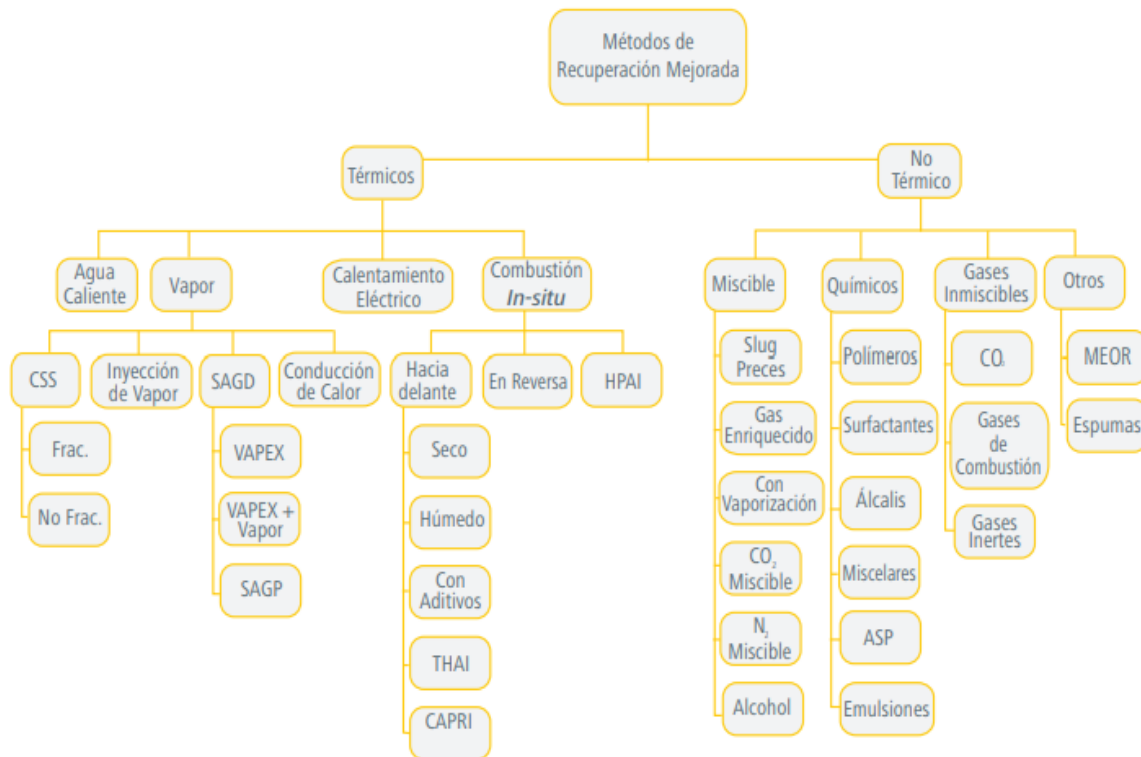 Métodos de
Recuperación Mejorada
Térmicos
No
Térmico
Agua
Caliente
Vapor
Calentamiento
Eléctrico
Combustión
In-situ
Miscible
Químicos
Gases
Inmiscibles
Otros
CSS
Inyección
de Vapor
SAGD
Conducción
de Calor
Hacia
delante
En Reversa
HPAI
Frac.
No Frac.
VAPEX
VAPEX +
Vapor
SAGP
Seco
Húmedo
Con
Aditivos
THAI
CAPRI
Slug
Preces
Gas
Enriquecido
Con
Vaporización
CO₂
Miscible
N₂
Miscible
Alcohol
Polímeros
Surfactantes
Álcalis
Miscelares
ASP
Emulsiones
CO₂
Gases
de
Combustión
Gases
Inertes
MEOR
Espumas